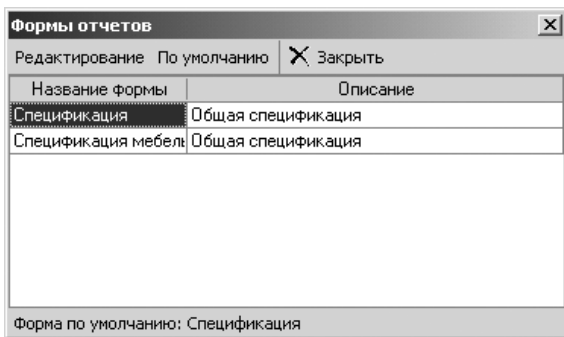 Формы отчетов
Редактирование По умолчанию Закрыть
Название формы Описание
Спецификация Общая спецификация
Спецификация мебель Общая спецификация
Форма по умолчанию: Спецификация